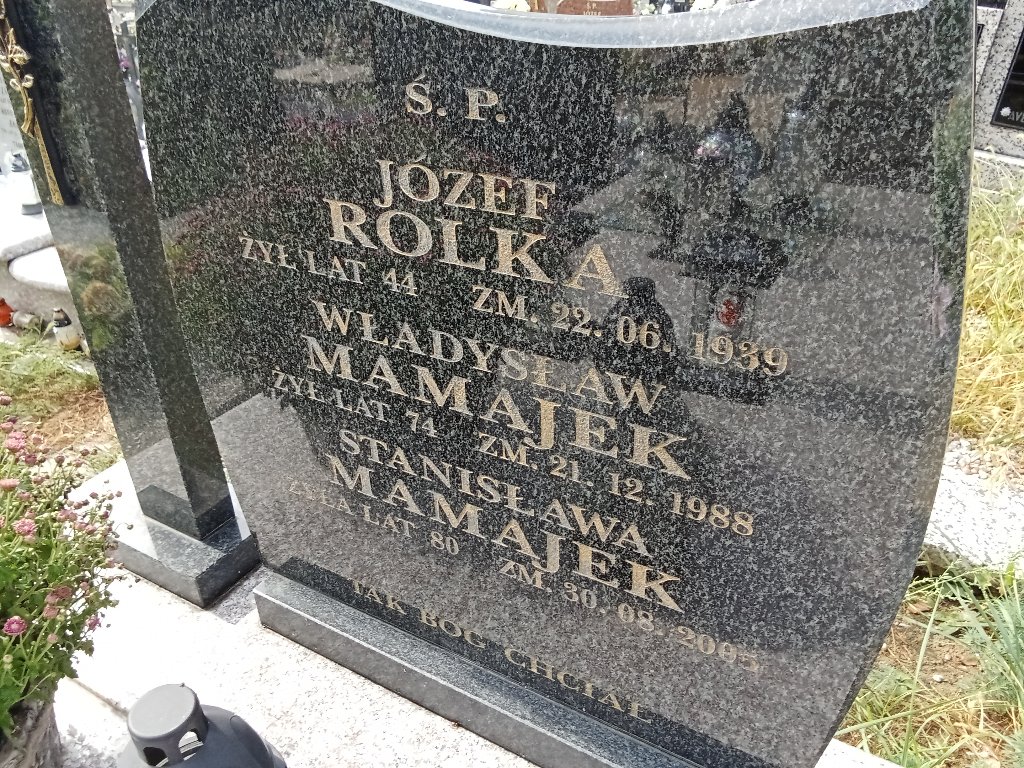 Ś. P.
JÓZEF
ROLKA
ŻYŁ LAT 44 ZM. 22. 06. 1939
WŁADYSŁAW
MAMAJEK
ŻYŁ LAT 74 ZM. 21. 12. 1988
STANISŁAWA
MAMAJEK
ŻYŁA LAT 80 ZM. 30. 08. 2005
TAK BÓG CHCIAŁ